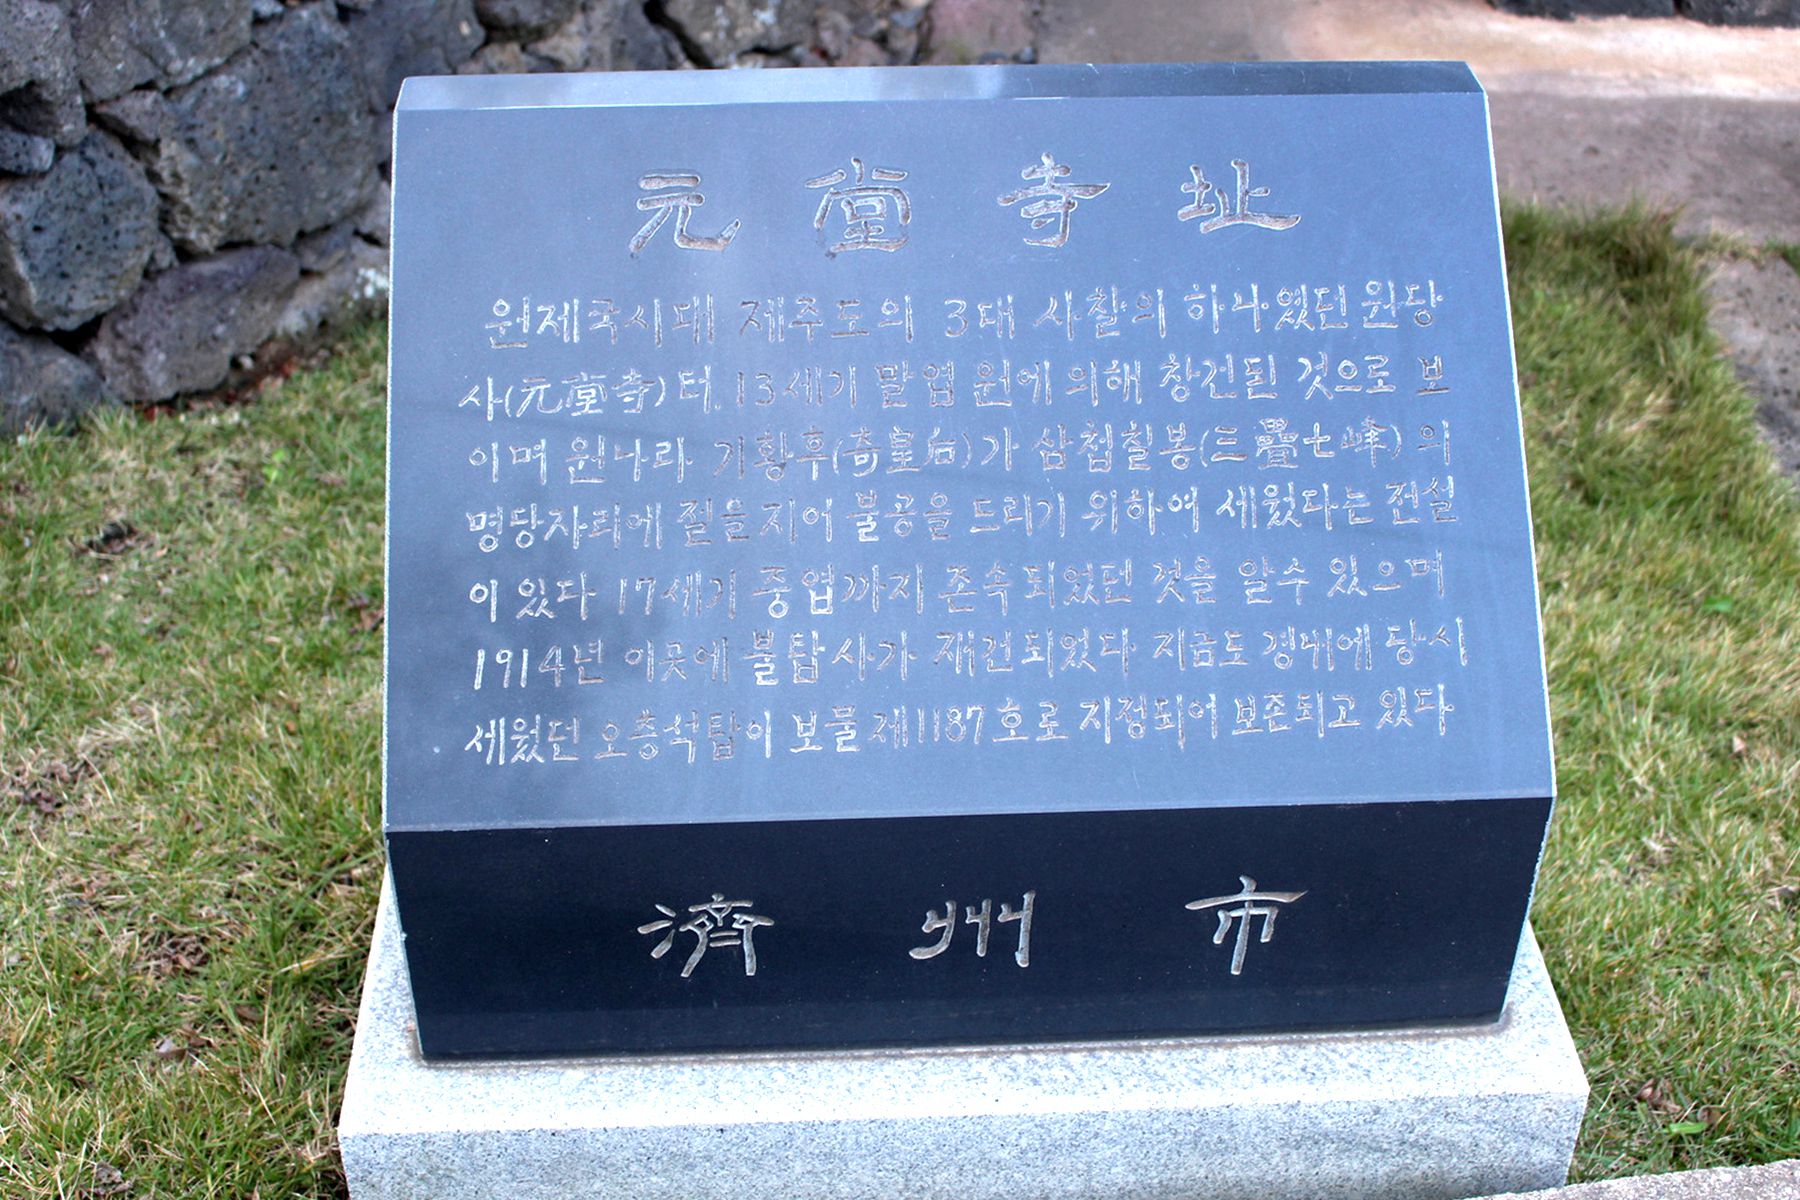 元堂寺址
원제국시대 제주도의 3대 사찰의 하나였던 원당
사(元堂寺)터. 13세기 말엽 원에 의해 창건된 것으로 보
이며 원나라 기황후(奇皇后)가 삼첩칠봉(三疊七峰)의
명당자리에 절을 지어 불공을 드리기 위하여 세웠다는 전설
이 있다 17세기 중엽까지 존속되었던 것을 알수 있으며
1914년 이곳에 불탑사가 재건되었다 지금도 경내에 당시
세웠던 오층석탑이 보물제1187호로 지정되어 보존되고 있다
濟州市